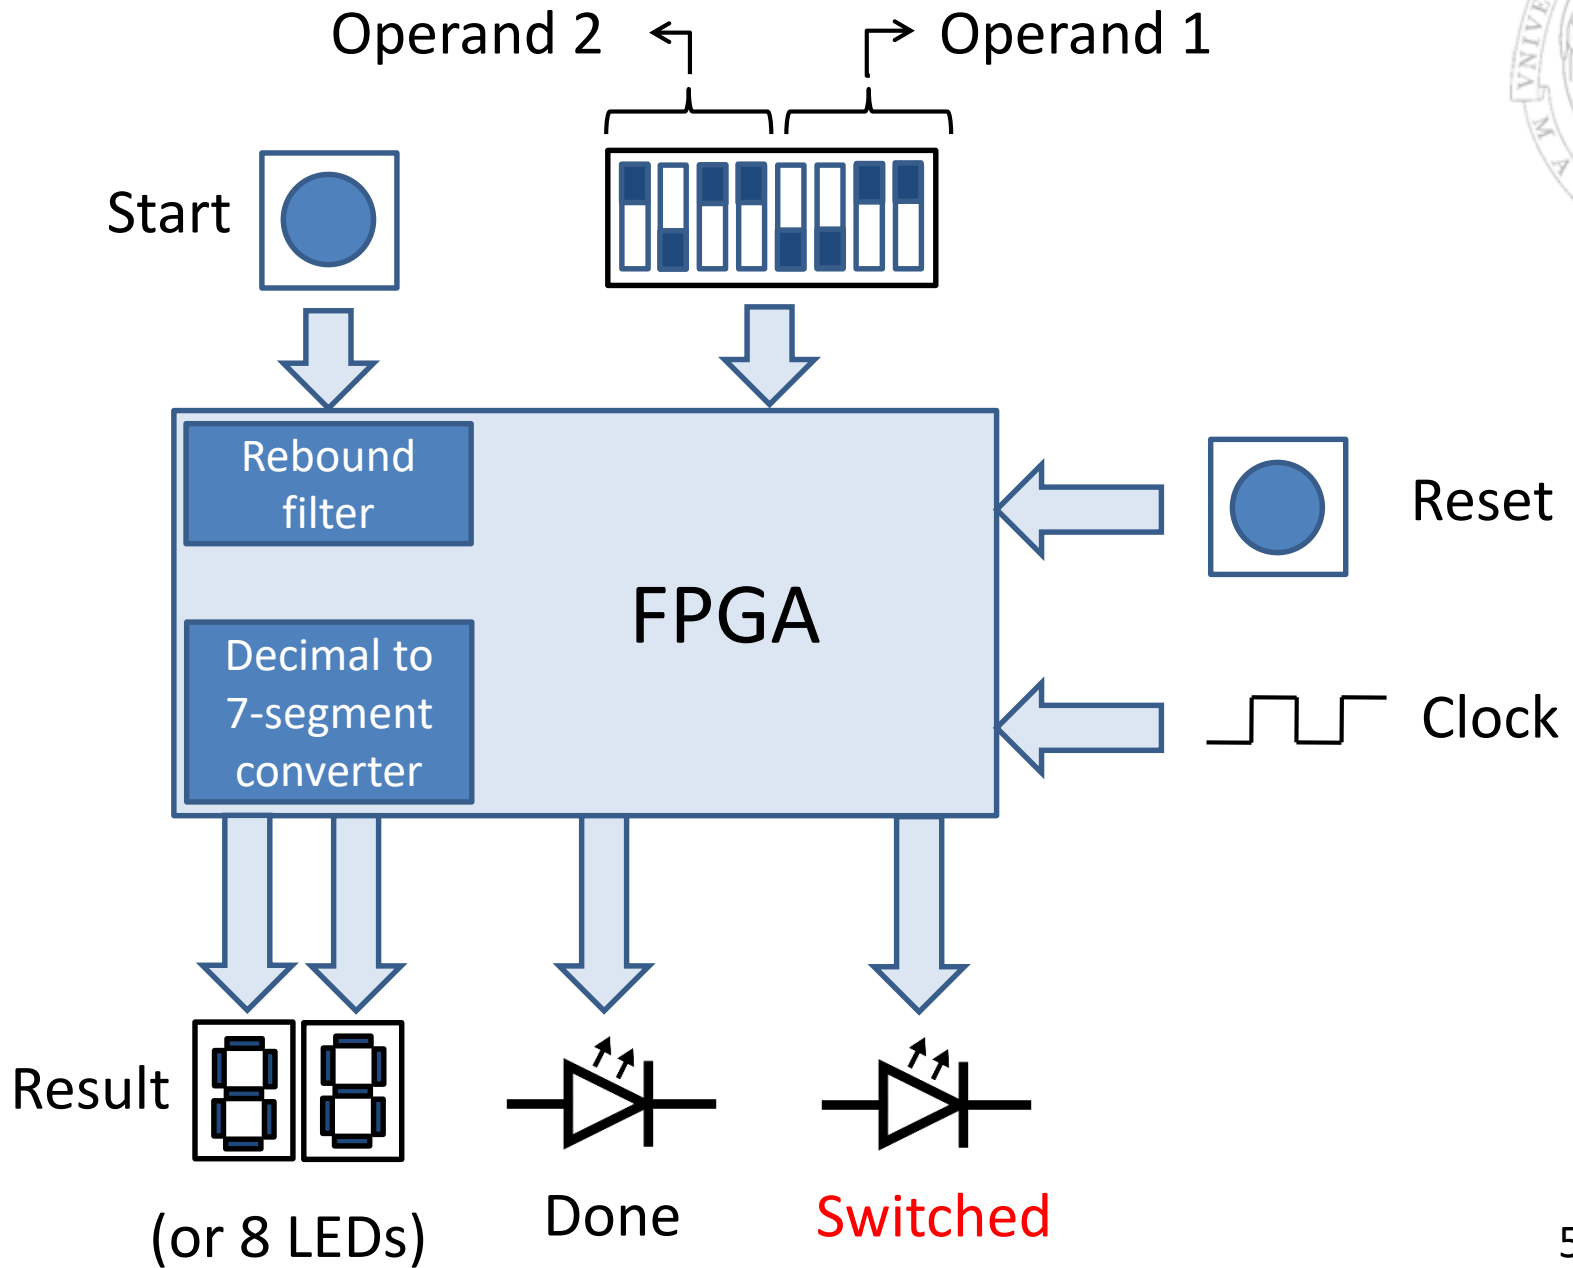 Operand 2
Operand 1
Start
Rebound
filter
Reset
FPGA
Decimal to
7-segment
converter
Clock
Result
(or 8 LEDs)
Done
Switched
5